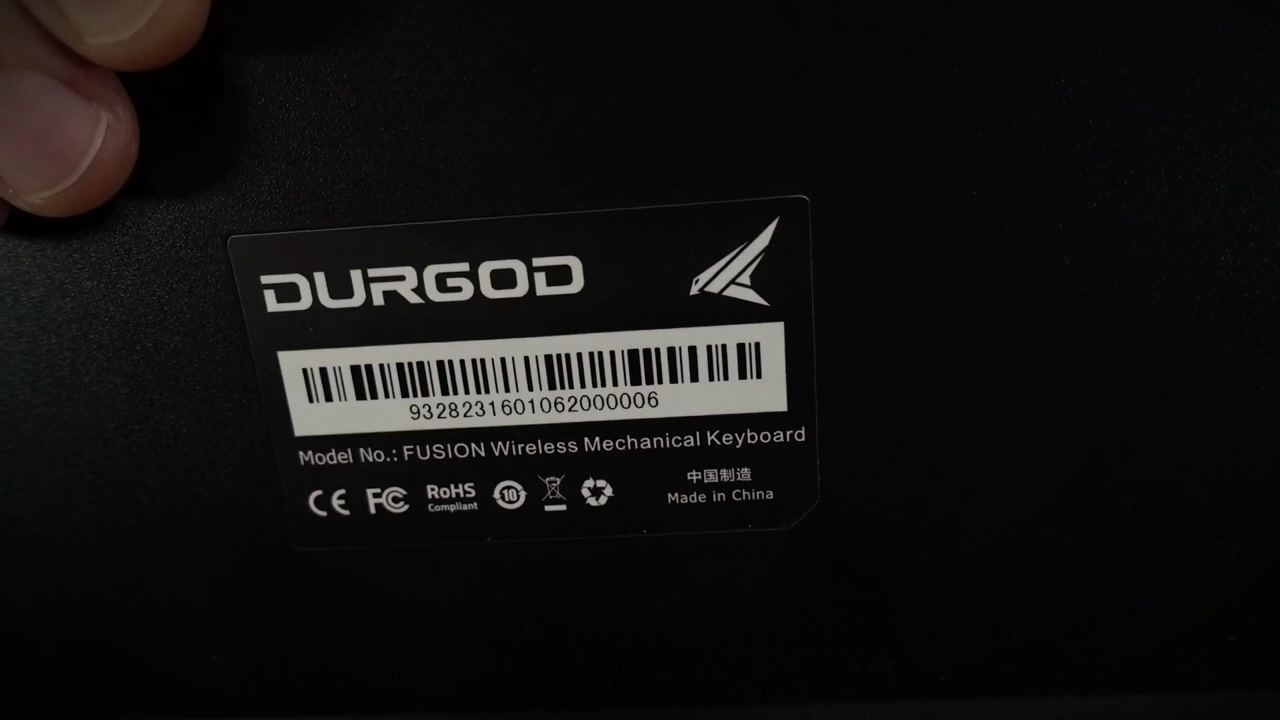 DURGOD
9328231601062000006
Model No.: FUSION Wireless Mechanical Keyboard
CE FC RoHS
Compliant
10
中国制造
Made in China